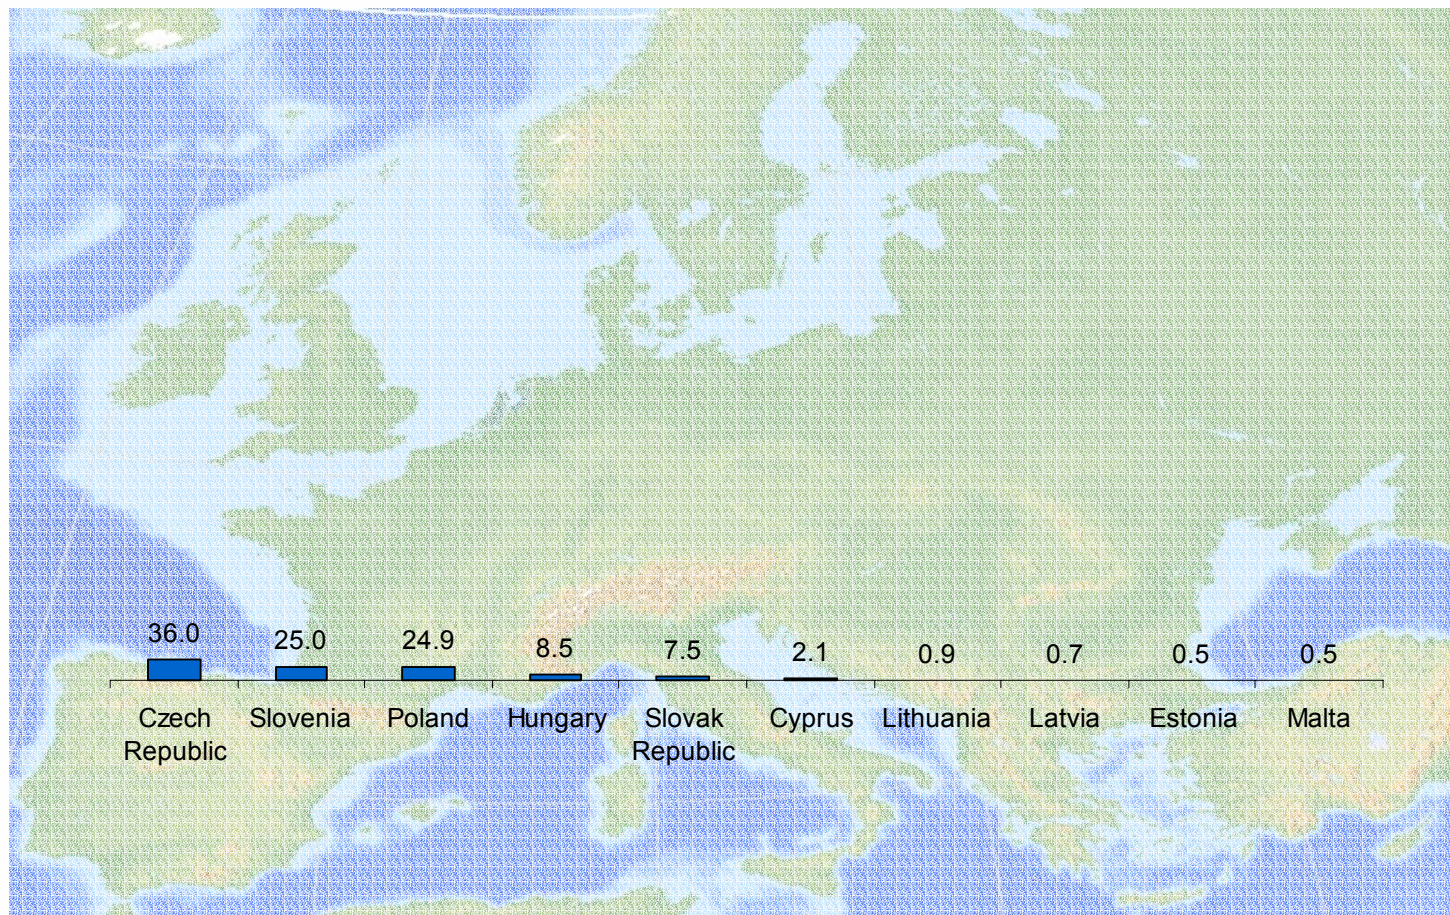 36.0
25.0
24.9
8.5
7.5
2.1
0.9
0.7
0.5
0.5
Czech
Republic
Slovenia
Poland
Hungary
Slovak
Republic
Cyprus
Lithuania
Latvia
Estonia
Malta